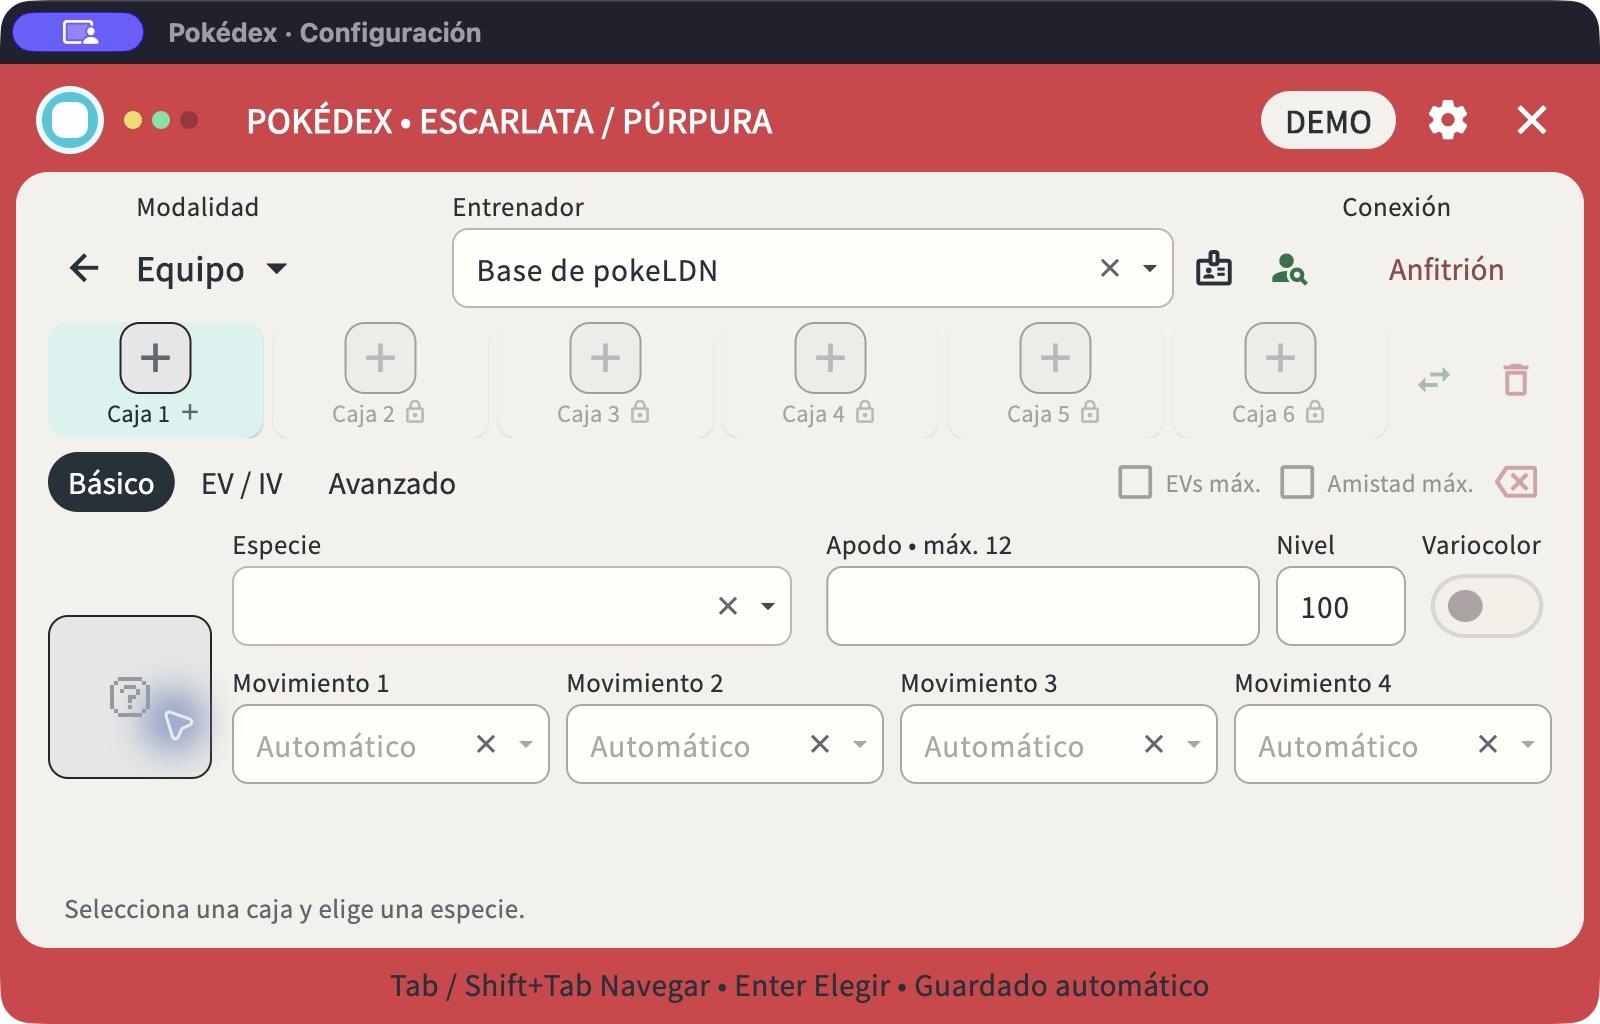 Pokédex · Configuración
POKÉDEX • ESCARLATA / PÚRPURA
DEMO
Modalidad
Entrenador
Conexión
Equipo
Base de pokeLDN
Anfitrión
Caja 1 +
Caja 2
Caja 3
Caja 4
Caja 5
Caja 6
Básico
EV / IV
Avanzado
EVs máx.
Amistad máx.
Especie
Apodo • máx. 12
Nivel
Variocolor
100
Movimiento 1
Movimiento 2
Movimiento 3
Movimiento 4
Automático
Automático
Automático
Automático
Selecciona una caja y elige una especie.
Tab / Shift+Tab Navegar • Enter Elegir • Guardado automático